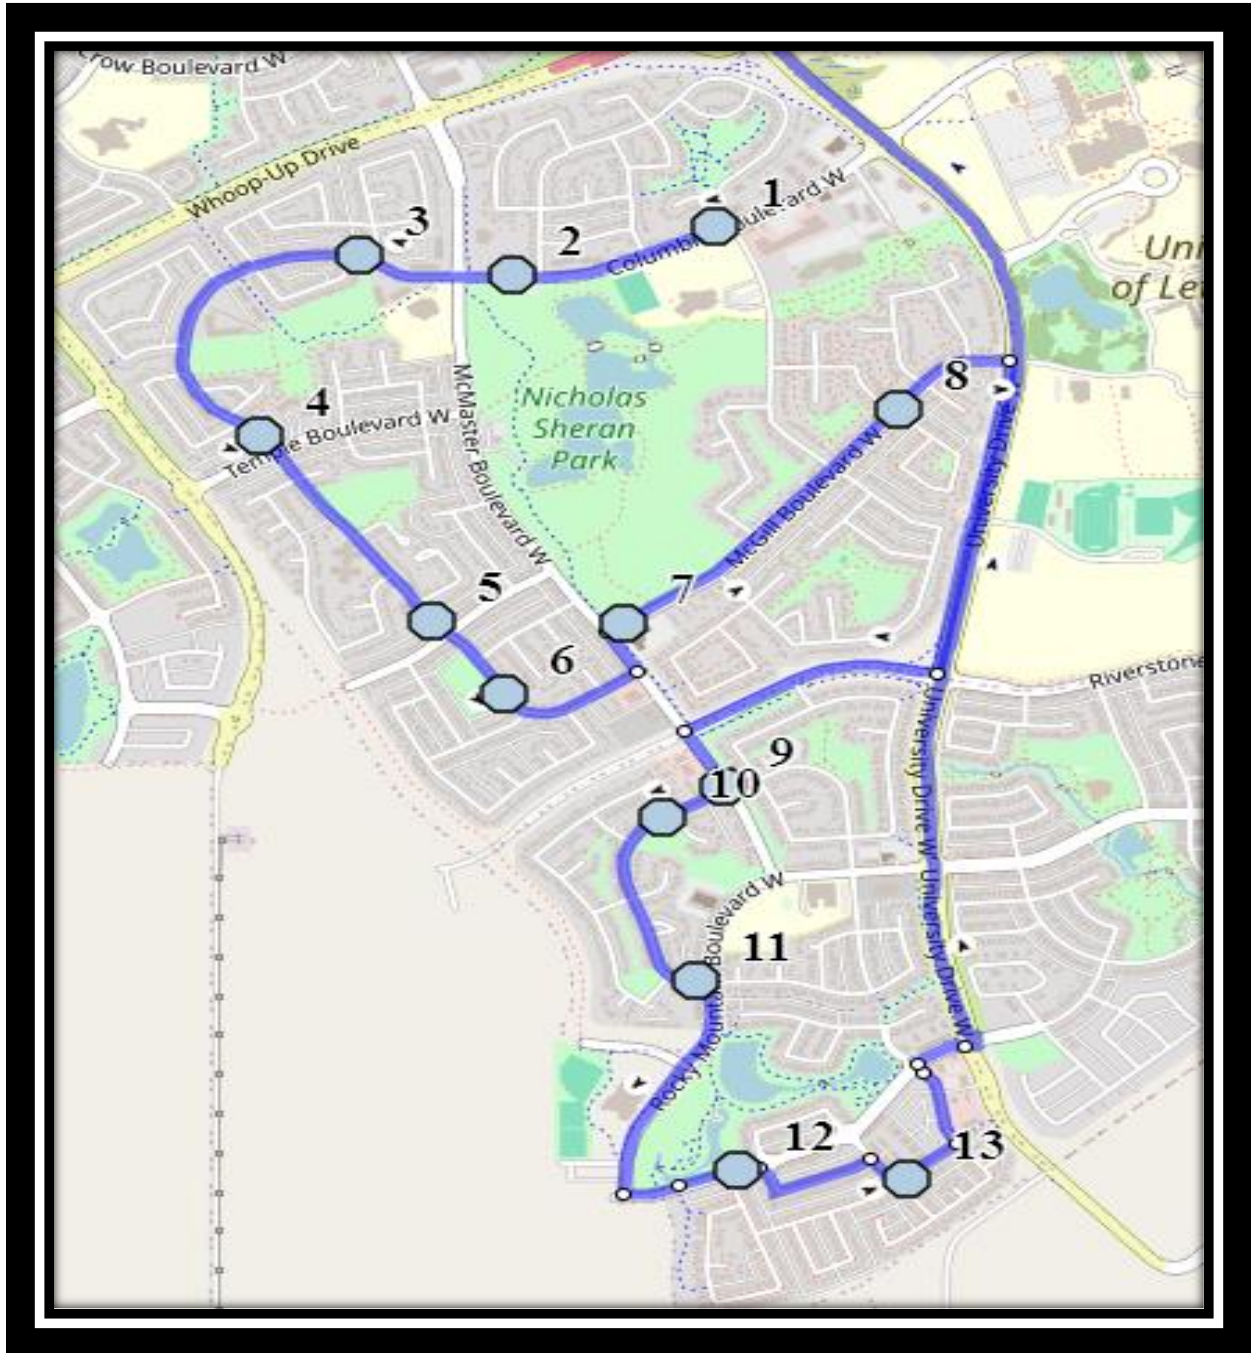 Crow Boulevard W
Whoop-Up Drive
1
Columbia Boulevard W
3
2
Uni
of Le
8
4
McMaster Boulevard W
Nicholas
Sheran
Park
Temple Boulevard W
University Drive
McGill Boulevard W
5
7
6
Riverstone
University Drive W
9
10
University Drive W
Rocky Mountain Boulevard W
11
12
13